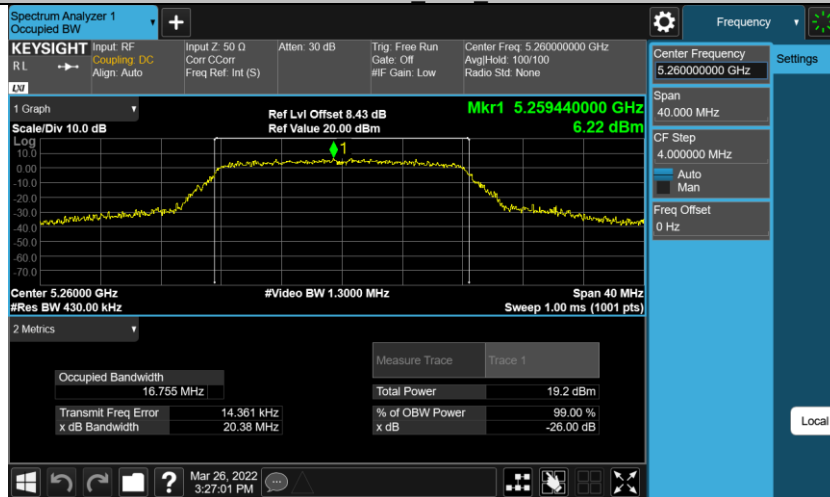 Spectrum Analyzer 1
Occupied BW
Frequency
KEYSIGHT
R L
LXI
Input: RF
Coupling: DC
Align: Auto
Input Z: 50 Ω
Corr CCorr
Freq Ref: Int (S)
Atten: 30 dB
Trig: Free Run
Gate: Off
#IF Gain: Low
Center Freq: 5.260000000 GHz
Avg|Hold: 100/100
Radio Std: None
Center Frequency
5.260000000 GHz
Settings
Span
40.000 MHz
CF Step
4.000000 MHz
Auto
Man
Freq Offset
0 Hz
1 Graph
Scale/Div 10.0 dB
Ref Lvl Offset 8.43 dB
Ref Value 20.00 dBm
Mkr1 5.259440000 GHz
6.22 dBm
Log
10.0
0.00
-10.0
-20.0
-30.0
-40.0
-50.0
-60.0
-70.0
1
Center 5.26000 GHz
#Res BW 430.00 kHz
#Video BW 1.3000 MHz
Span 40 MHz
Sweep 1.00 ms (1001 pts)
2 Metrics
Measure Trace Trace 1
Occupied Bandwidth
16.755 MHz
Total Power 19.2 dBm
Transmit Freq Error 14.361 kHz
% of OBW Power 99.00 %
x dB Bandwidth 20.38 MHz
x dB -26.00 dB
Local
Mar 26, 2022
3:27:01 PM